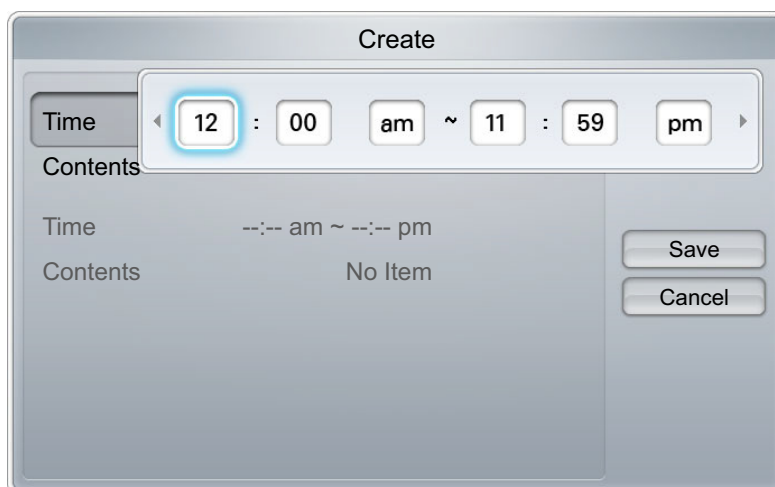 Create
Time 12 : 00 am ~ 11 : 59 pm
Contents
Time --:-- am ~ --:-- pm
Contents No Item
Save
Cancel